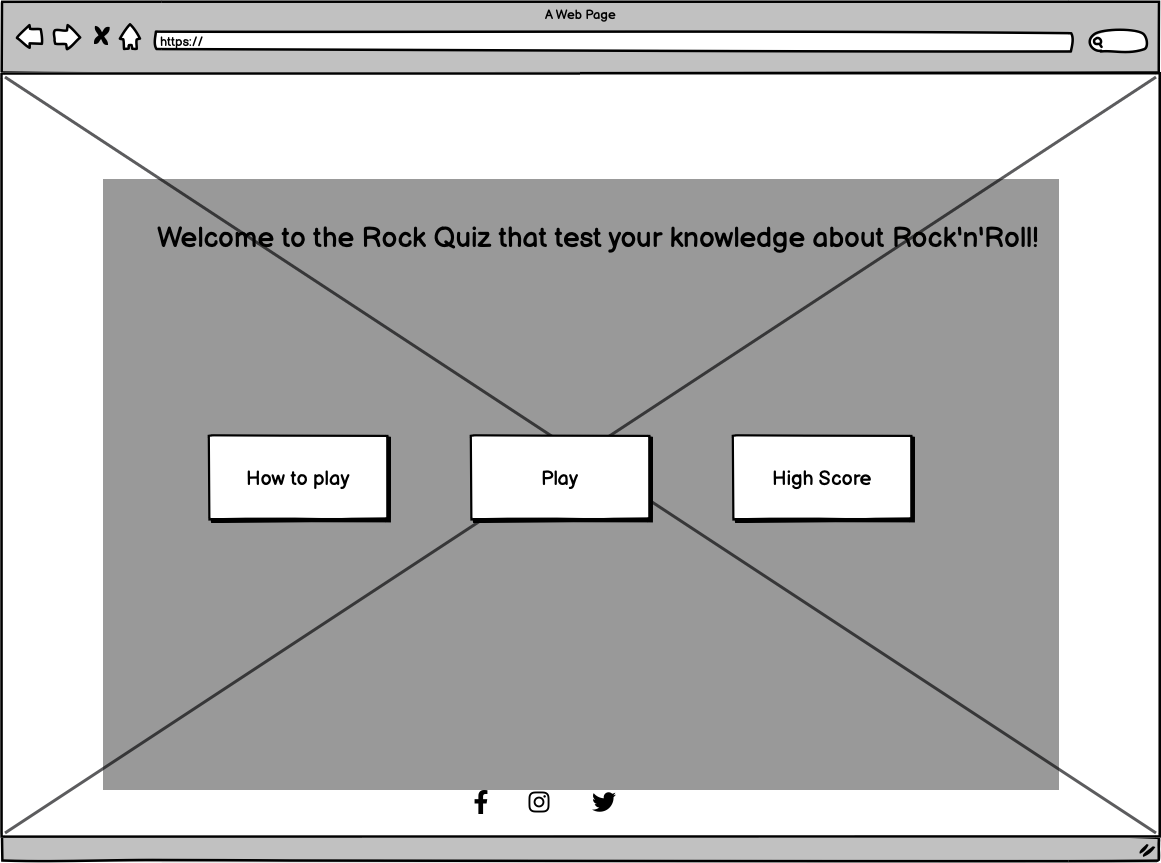 A Web Page
https://
Welcome to the Rock Quiz that test your knowledge about Rock'n'Roll!
How to play
Play
High Score